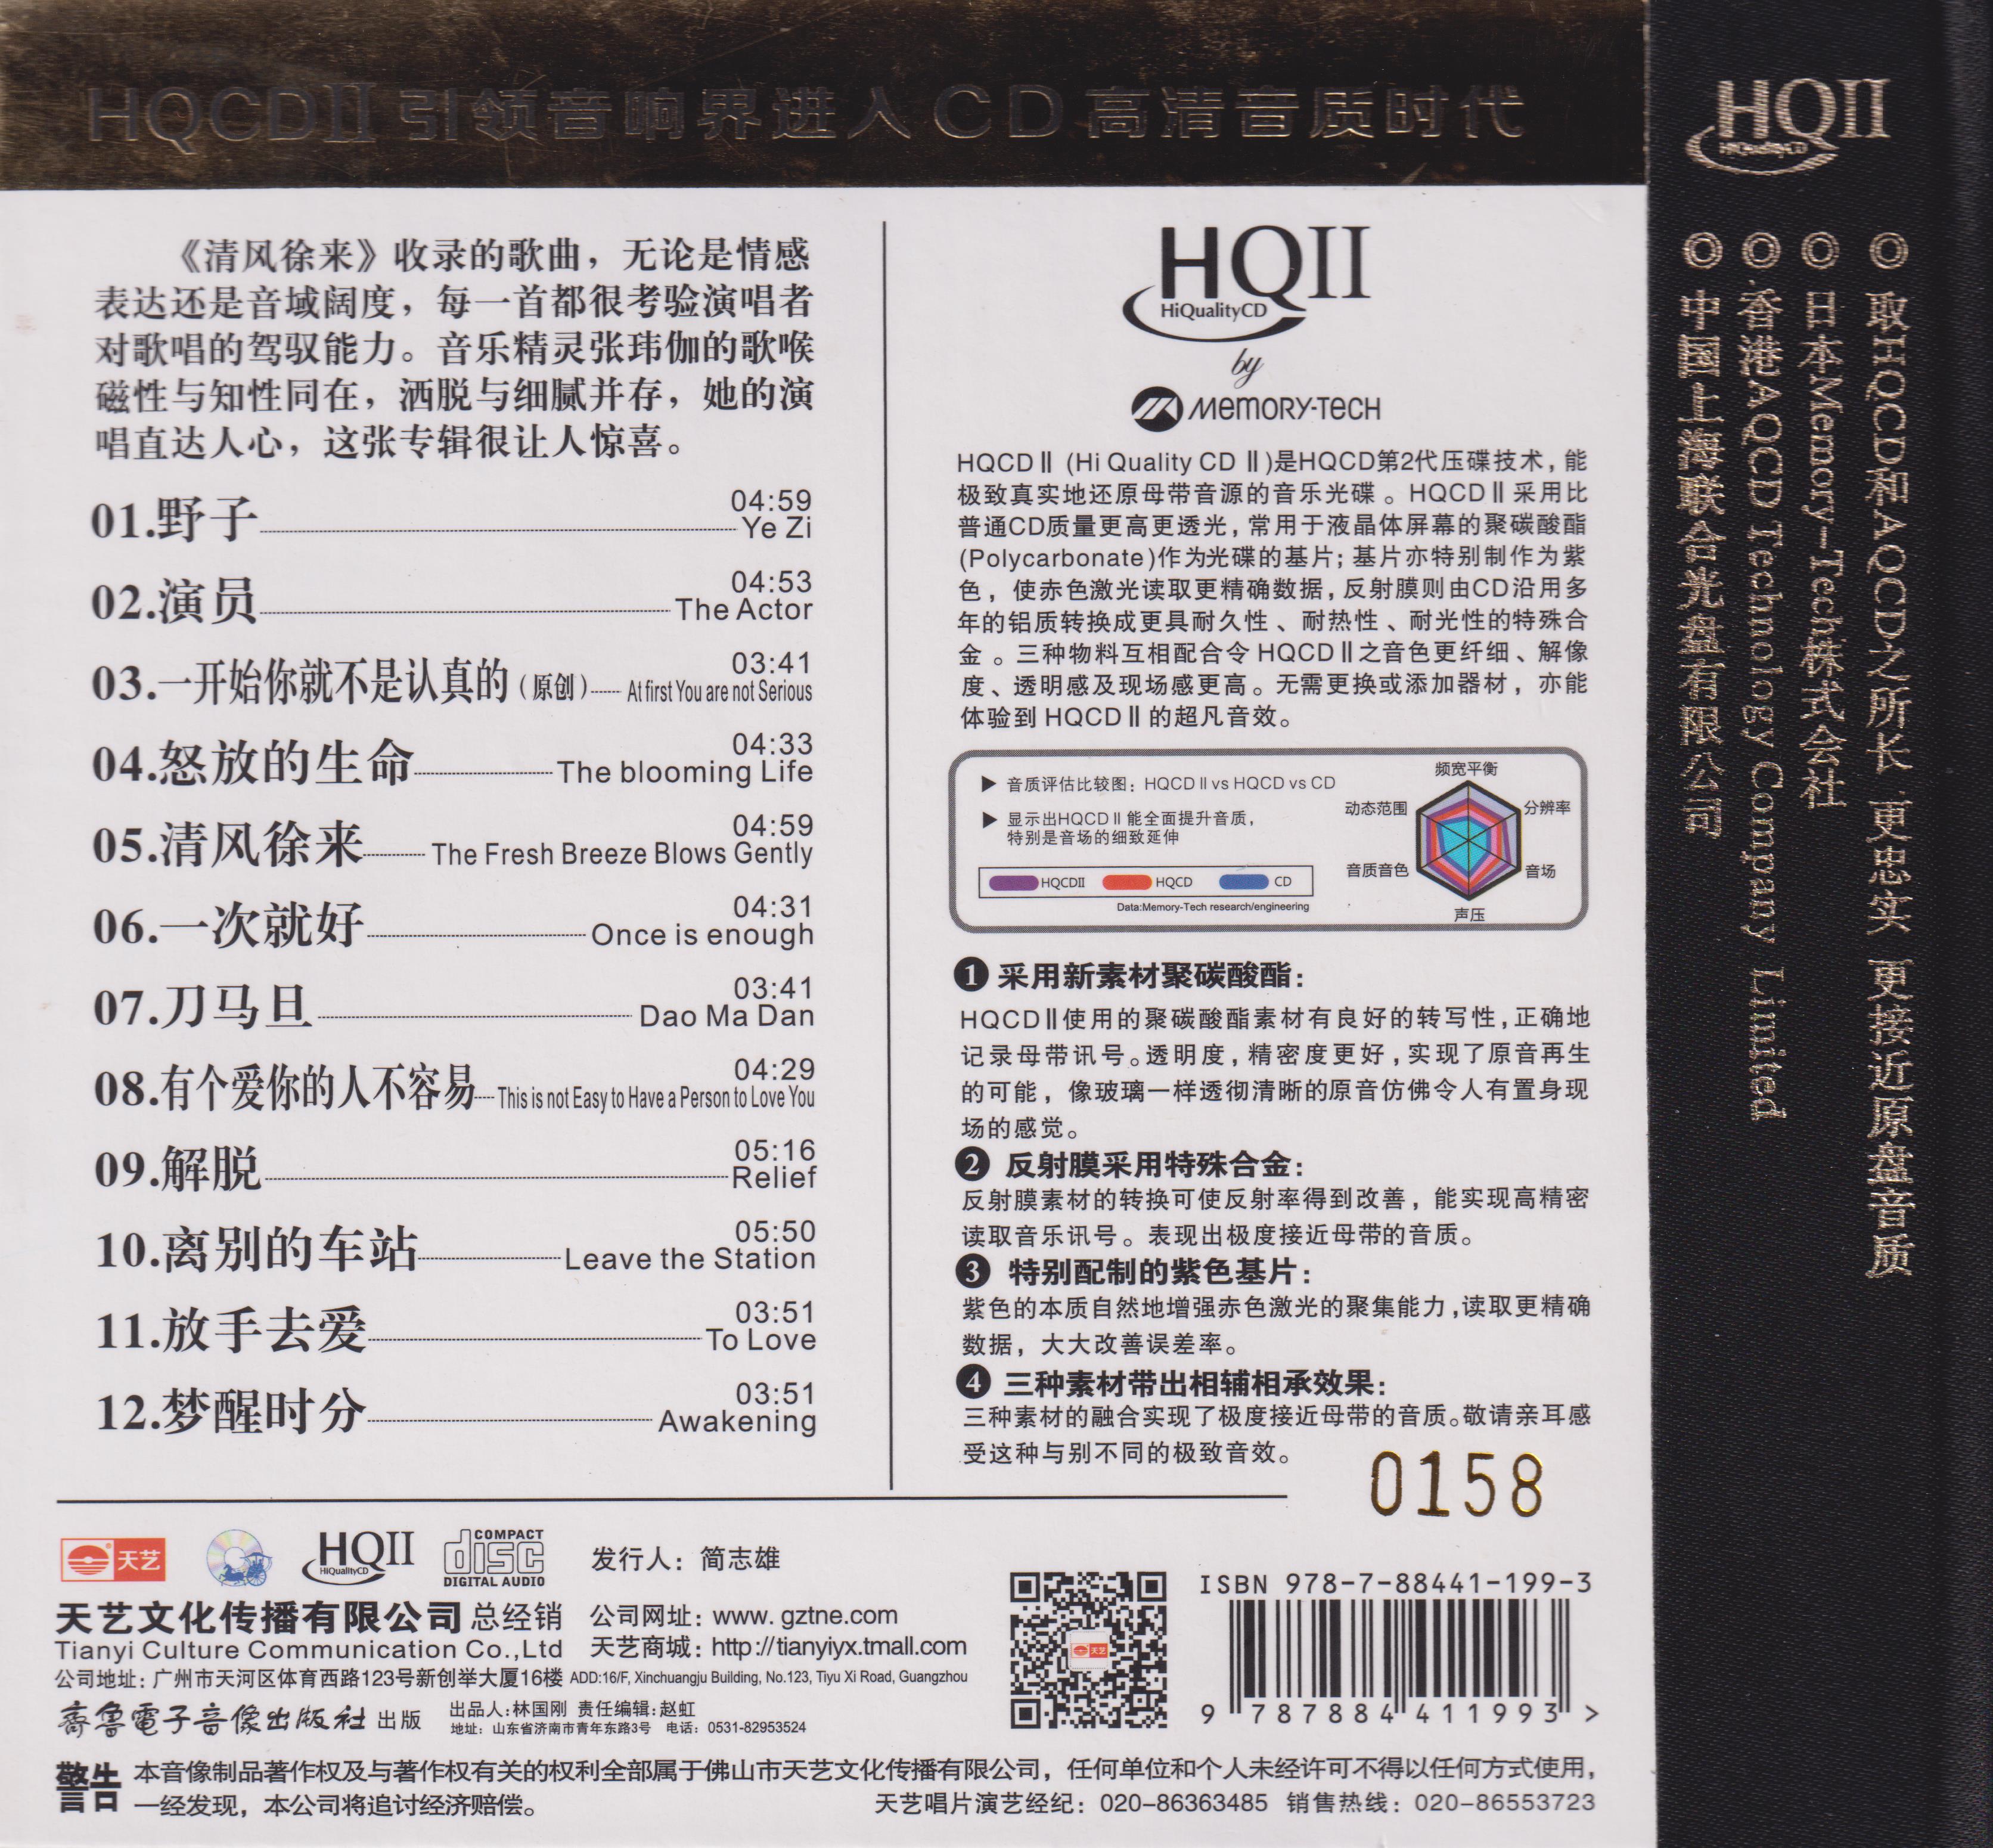 HQCDⅡ 引领音响界进入CD高清音质时代
《清风徐来》收录的歌曲，无论是情感
表达还是音域阔度，每一首都很考验演唱者
对歌唱的驾驭能力。音乐精灵张玮伽的歌喉
磁性与知性同在，洒脱与细腻并存，她的演
唱直达人心，这张专辑很让人惊喜。
01.野子 04:59 Ye Zi
02.演员 04:53 The Actor
03.一开始你就不是认真的（原创） 03:41 At first You are not Serious
04.怒放的生命 04:33 The blooming Life
05.清风徐来 04:59 The Fresh Breeze Blows Gently
06.一次就好 04:31 Once is enough
07.刀马旦 03:41 Dao Ma Dan
08.有个爱你的人不容易 04:29 This is not Easy to Have a Person to Love You
09.解脱 05:16 Relief
10.离别的车站 05:50 Leave the Station
11.放手去爱 03:51 To Love
12.梦醒时分 03:51 Awakening
HQII
HiQualityCD
by
MEMORY-TECH
HQCDⅡ (Hi Quality CD Ⅱ)是HQCD第2代压碟技术，能
极致真实地还原母带音源的音乐光碟。HQCDⅡ采用比
普通CD质量更高更透光，常用于液晶体屏幕的聚碳酸酯
(Polycarbonate)作为光碟的基片；基片亦特别制作为紫
色，使赤色激光读取更精确数据，反射膜则由CD沿用多
年的铝质转换成更具耐久性、耐热性、耐光性的特殊合
金。三种物料互相配合令HQCDⅡ之音色更纤细、解像
度、透明感及现场感更高。无需更换或添加器材，亦能
体验到HQCDⅡ的超凡音效。
▶ 音质评估比较图：HQCDⅡ vs HQCD vs CD
▶ 显示出HQCDⅡ能全面提升音质，
特别是音场的细致延伸
HQCDII HQCD CD
Data:Memory-Tech research/engineering
频宽平衡
动态范围 分辨率
音质音色 音场
声压
❶ 采用新素材聚碳酸酯：
HQCDⅡ使用的聚碳酸酯素材有良好的转写性，正确地
记录母带讯号。透明度，精密度更好，实现了原音再生
的可能，像玻璃一样透彻清晰的原音仿佛令人有置身现
场的感觉。
❷ 反射膜采用特殊合金：
反射膜素材的转换可使反射率得到改善，能实现高精密
读取音乐讯号。表现出极度接近母带的音质。
❸ 特别配制的紫色基片：
紫色的本质自然地增强赤色激光的聚集能力，读取更精确
数据，大大改善误差率。
❹ 三种素材带出相辅相承效果：
三种素材的融合实现了极度接近母带的音质。敬请亲耳感
受这种与别不同的极致音效。
0158
天艺
HQII
HiQualityCD
COMPACT
disc
DIGITAL AUDIO
发行人：简志雄
天艺文化传播有限公司 总经销
Tianyi Culture Communication Co.,Ltd
公司网址：www. gztne.com
天艺商城：http://tianyiyx.tmall.com
公司地址：广州市天河区体育西路123号新创举大厦16楼 ADD:16/F, Xinchuangju Building, No.123, Tiyu Xi Road, Guangzhou
齐鲁電子音像出版社 出版
出品人:林国刚 责任编辑:赵虹
地址：山东省济南市青年东路3号 电话：0531-82953524
天艺
ISBN 978-7-88441-199-3
9 787884 411993 >
警告 本音像制品著作权及与著作权有关的权利全部属于佛山市天艺文化传播有限公司，任何单位和个人未经许可不得以任何方式使用，
一经发现，本公司将追讨经济赔偿。
天艺唱片演艺经纪：020-86363485 销售热线：020-86553723
HQII
HiQualityCD
◎ 取HQCD和AQCD之所长 更忠实 更接近原盘音质
◎ 日本Memory-Tech株式会社
◎ 香港AQCD Technology Company Limited
◎ 中国上海联合光盘有限公司